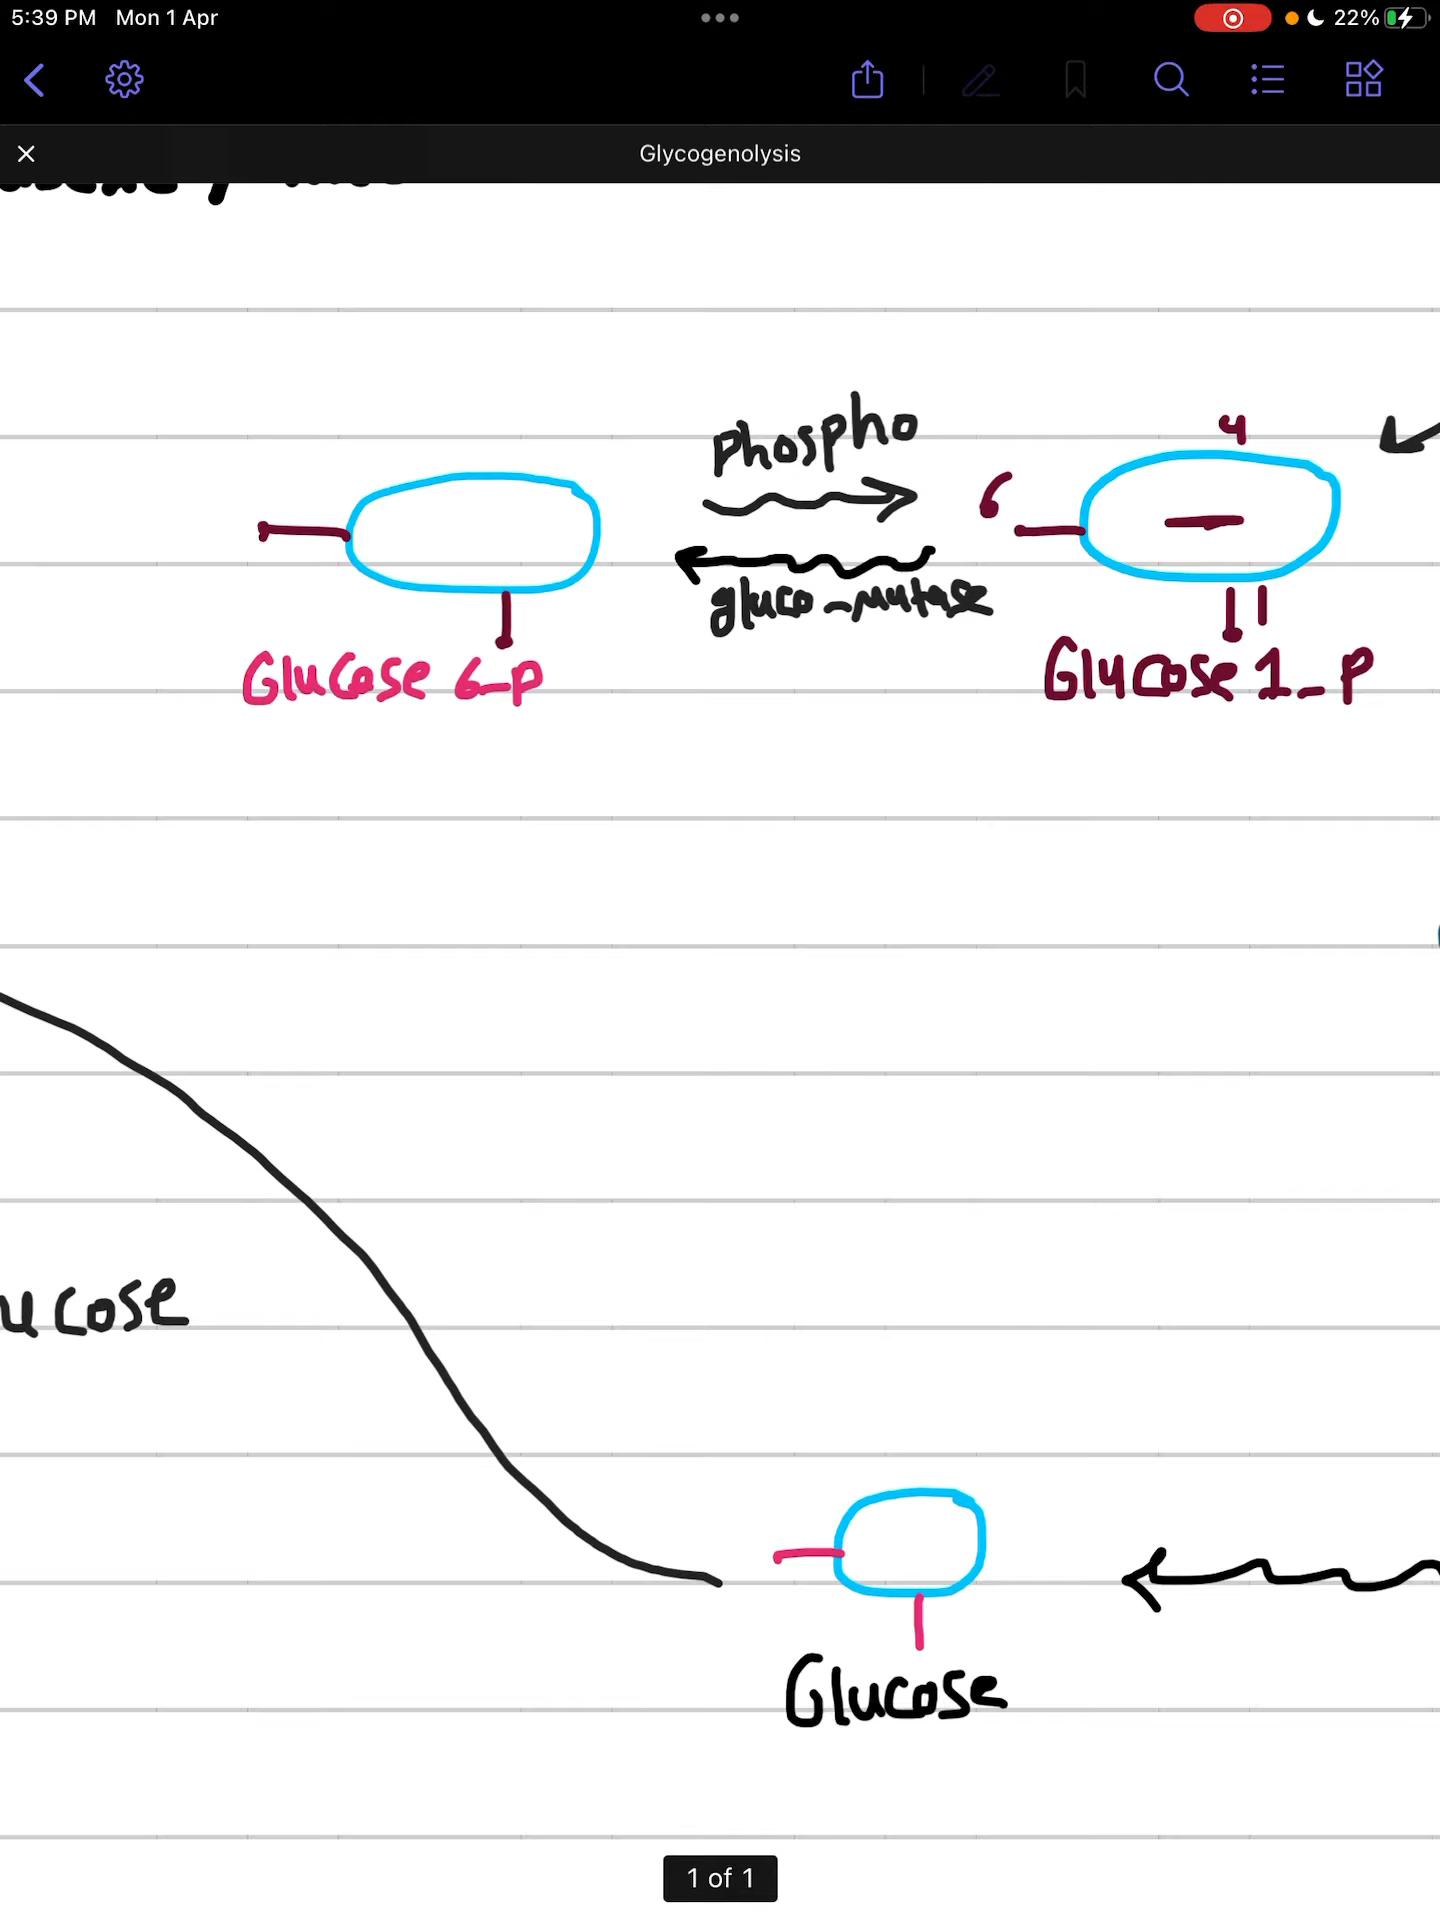 5:39 PM Mon 1 Apr
22%
Glycogenolysis
Phospho
4
6
gluco-mutase
1
Glucose 6-p
Glucose 1-p
ucose
Glucose
1 of 1